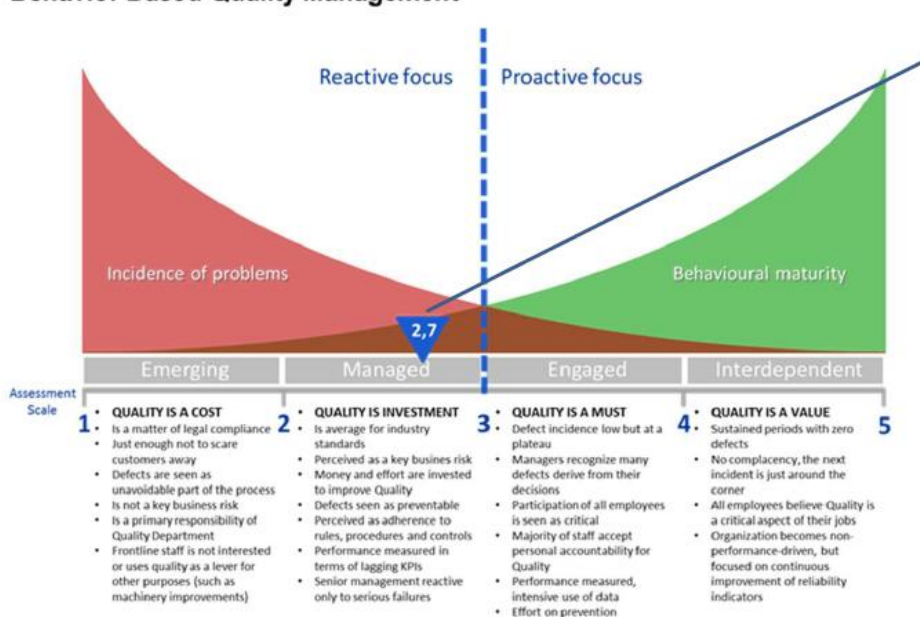 Behavior Based Quality Management
Reactive focus
Proactive focus
Incidence of problems
Behavioural maturity
2,7
Emerging
Managed
Engaged
Interdependent
Assessment
Scale
1
2
3
4
5
• QUALITY IS A COST
• Is a matter of legal compliance
• Just enough not to scare
customers away
• Defects are seen as
unavoidable part of the process
• Is not a key business risk
• Is a primary responsibility of
Quality Department
• Frontline staff is not interested
or uses quality as a lever for
other purposes (such as
machinery improvements)
• QUALITY IS INVESTMENT
• Is average for industry
standards
• Perceived as a key busines risk
• Money and effort are invested
to improve Quality
• Defects seen as preventable
• Perceived as adherence to
rules, procedures and controls
• Performance measured in
terms of lagging KPIs
• Senior management reactive
only to serious failures
• QUALITY IS A MUST
• Defect incidence low but at a
plateau
• Managers recognize many
defects derive from their
decisions
• Participation of all employees
is seen as critical
• Majority of staff accept
personal accountability for
Quality
• Performance measured,
intensive use of data
• Effort on prevention
• QUALITY IS A VALUE
• Sustained periods with zero
defects
• No complacency, the next
incident is just around the
corner
• All employees believe Quality is
a critical aspect of their jobs
• Organization becomes non-
performance-driven, but
focused on continuous
improvement of reliability
indicators